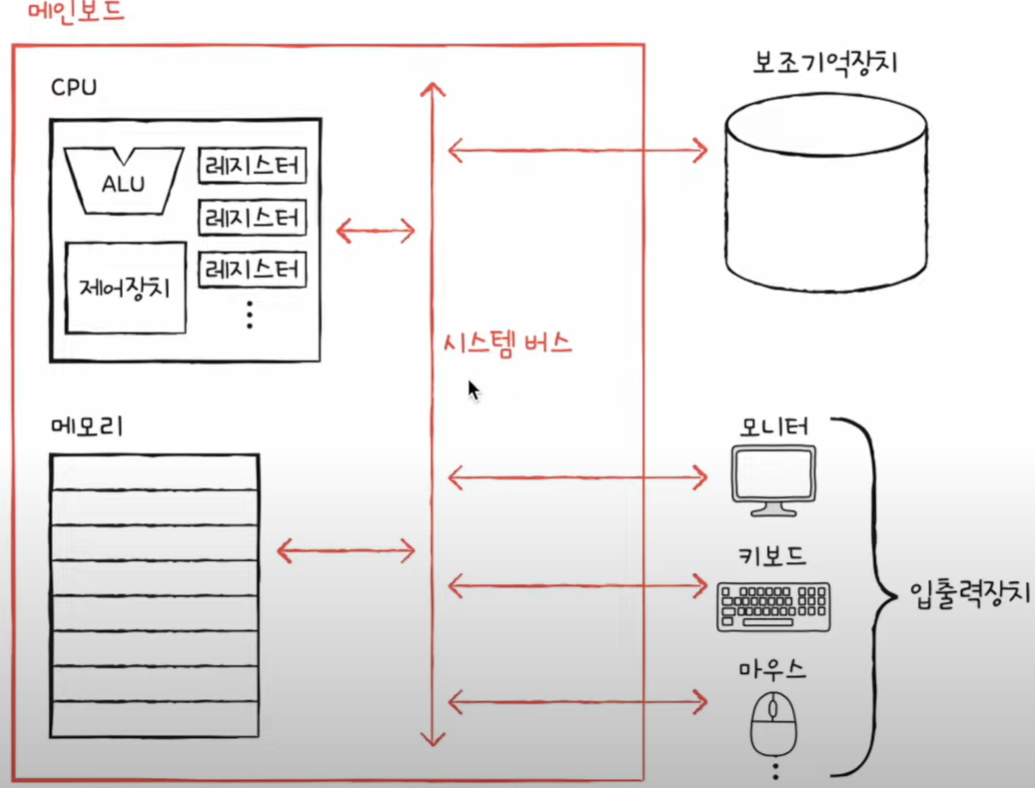 메인보드
CPU
ALU
레지스터
레지스터
레지스터
제어장치
메모리
시스템 버스
보조기억장치
모니터
키보드
마우스
입출력장치